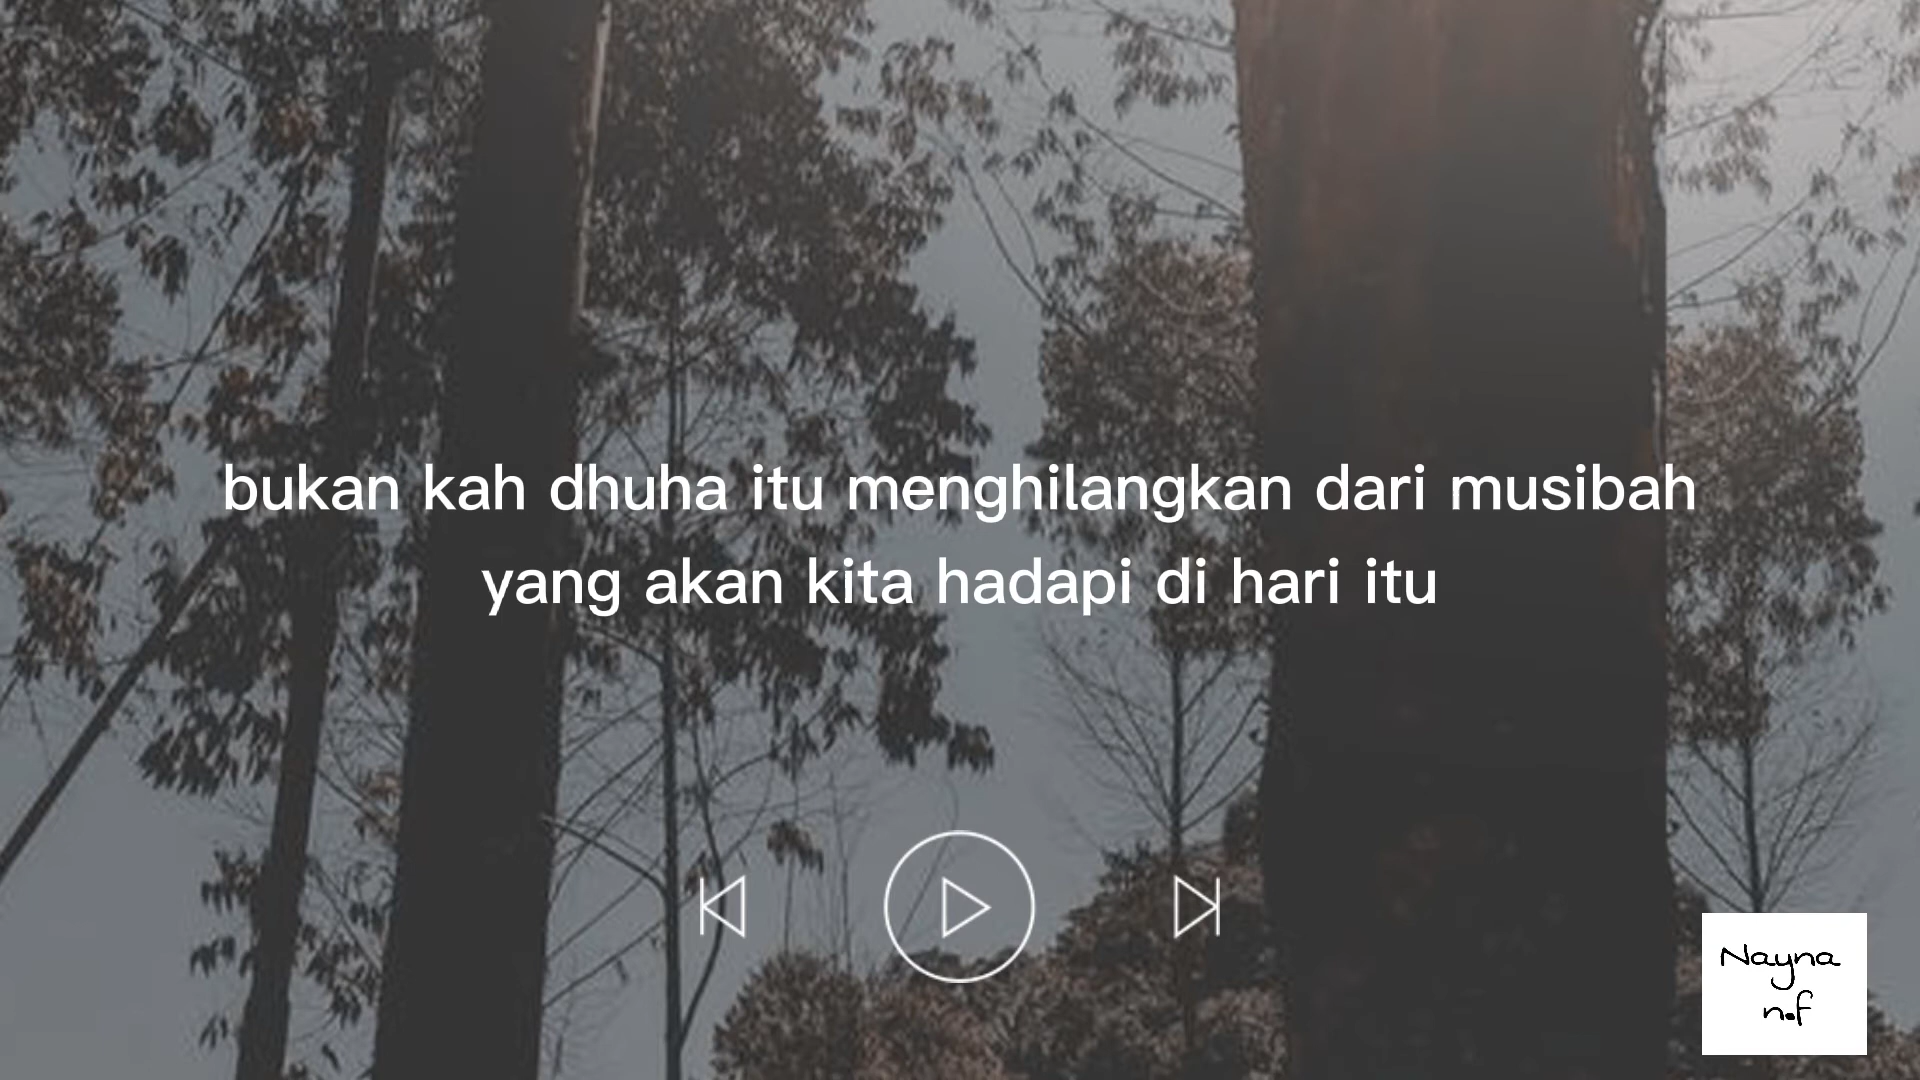 bukan kah dhuha itu menghilangkan dari musibah
yang akan kita hadapi di hari itu
Nayna
n.f